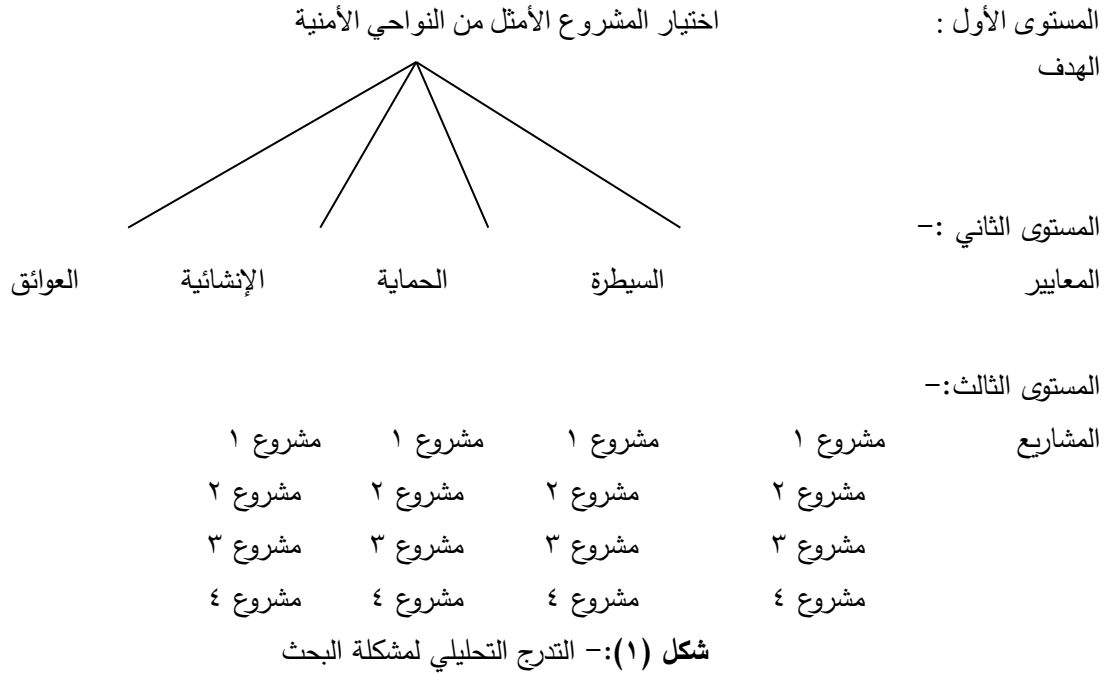 المستوى الأول : اختيار المشروع الأمثل من النواحي الأمنية
الهدف
المستوى الثاني :-
المعايير السيطرة الحماية الإنشائية العوائق
المستوى الثالث:-
المشاريع مشروع ١ مشروع ١ مشروع ١ مشروع ١
مشروع ٢ مشروع ٢ مشروع ٢ مشروع ٢
مشروع ٣ مشروع ٣ مشروع ٣ مشروع ٣
مشروع ٤ مشروع ٤ مشروع ٤ مشروع ٤
شكل (١):- التدرج التحليلي لمشكلة البحث